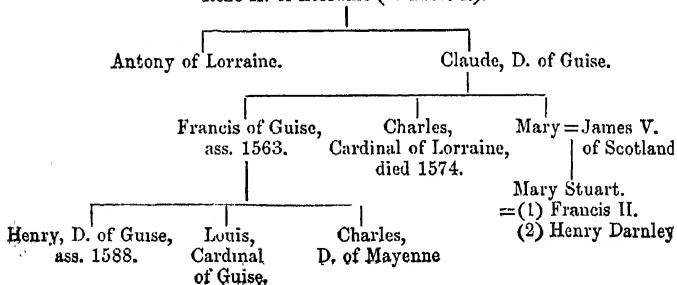 Antony of Lorraine. Claude, D. of Guise.
Francis of Guise, Charles, Mary = James V.
ass. 1563. Cardinal of Lorraine, of Scotland
died 1574.
Mary Stuart.
Henry, D. of Guise, Louis, Charles, =(1) Francis II.
ass. 1588. Cardinal D. of Mayenne (2) Henry Darnley
of Guise.